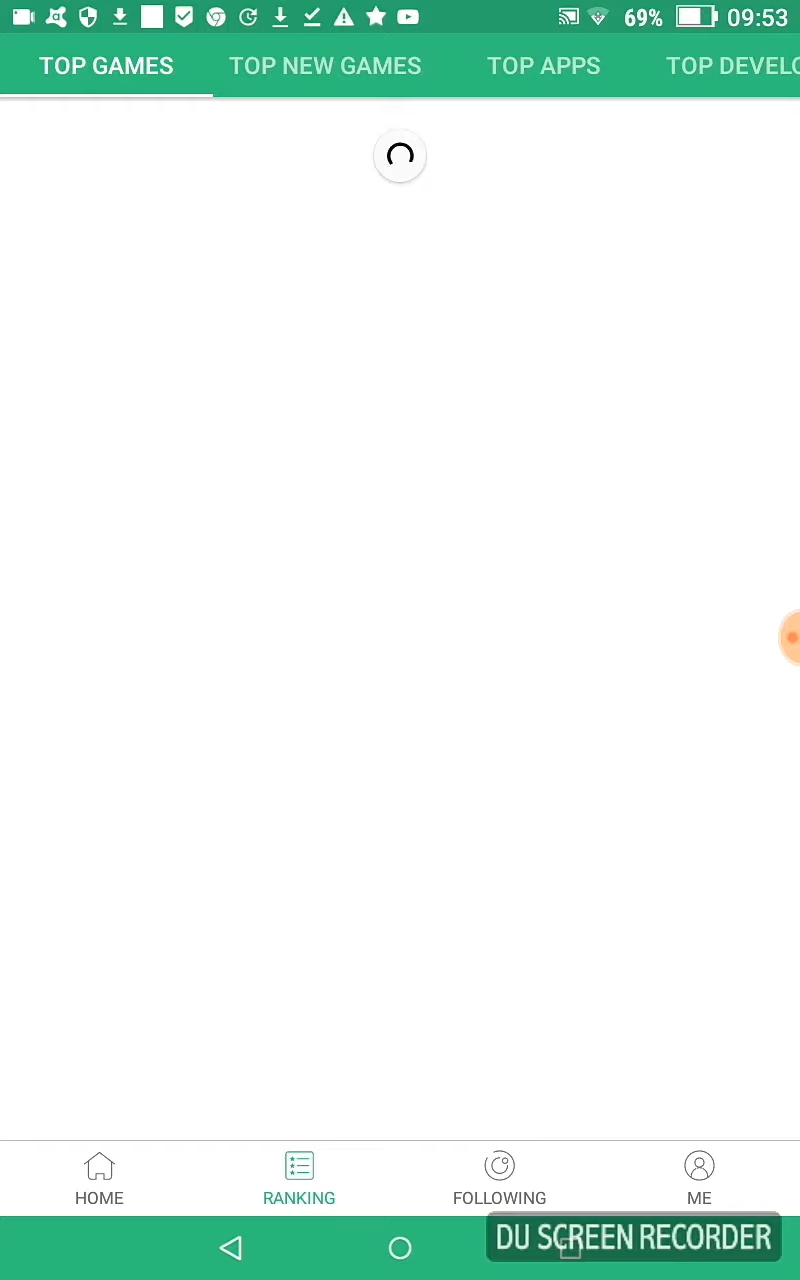 69% 09:53
TOP GAMES TOP NEW GAMES TOP APPS TOP DEVELO
HOME RANKING FOLLOWING ME
DU SCREEN RECORDER